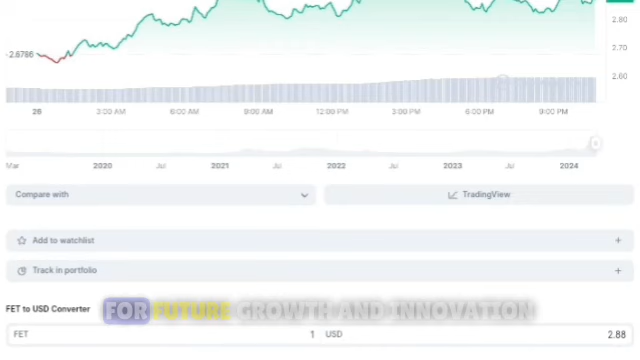 2.80
2.6786
2.70
2.60
26 3:00 AM 6:00 AM 9:00 AM 12:00 PM 3:00 PM 6:00 PM 9:00 PM
Mar 2020 Jul 2021 Jul 2022 Jul 2023 Jul 2024
Compare with
TradingView
Add to watchlist +
Track in portfolio +
FET to USD Converter
FOR FUTURE GROWTH AND INNOVATION
FET 1 USD 2.88